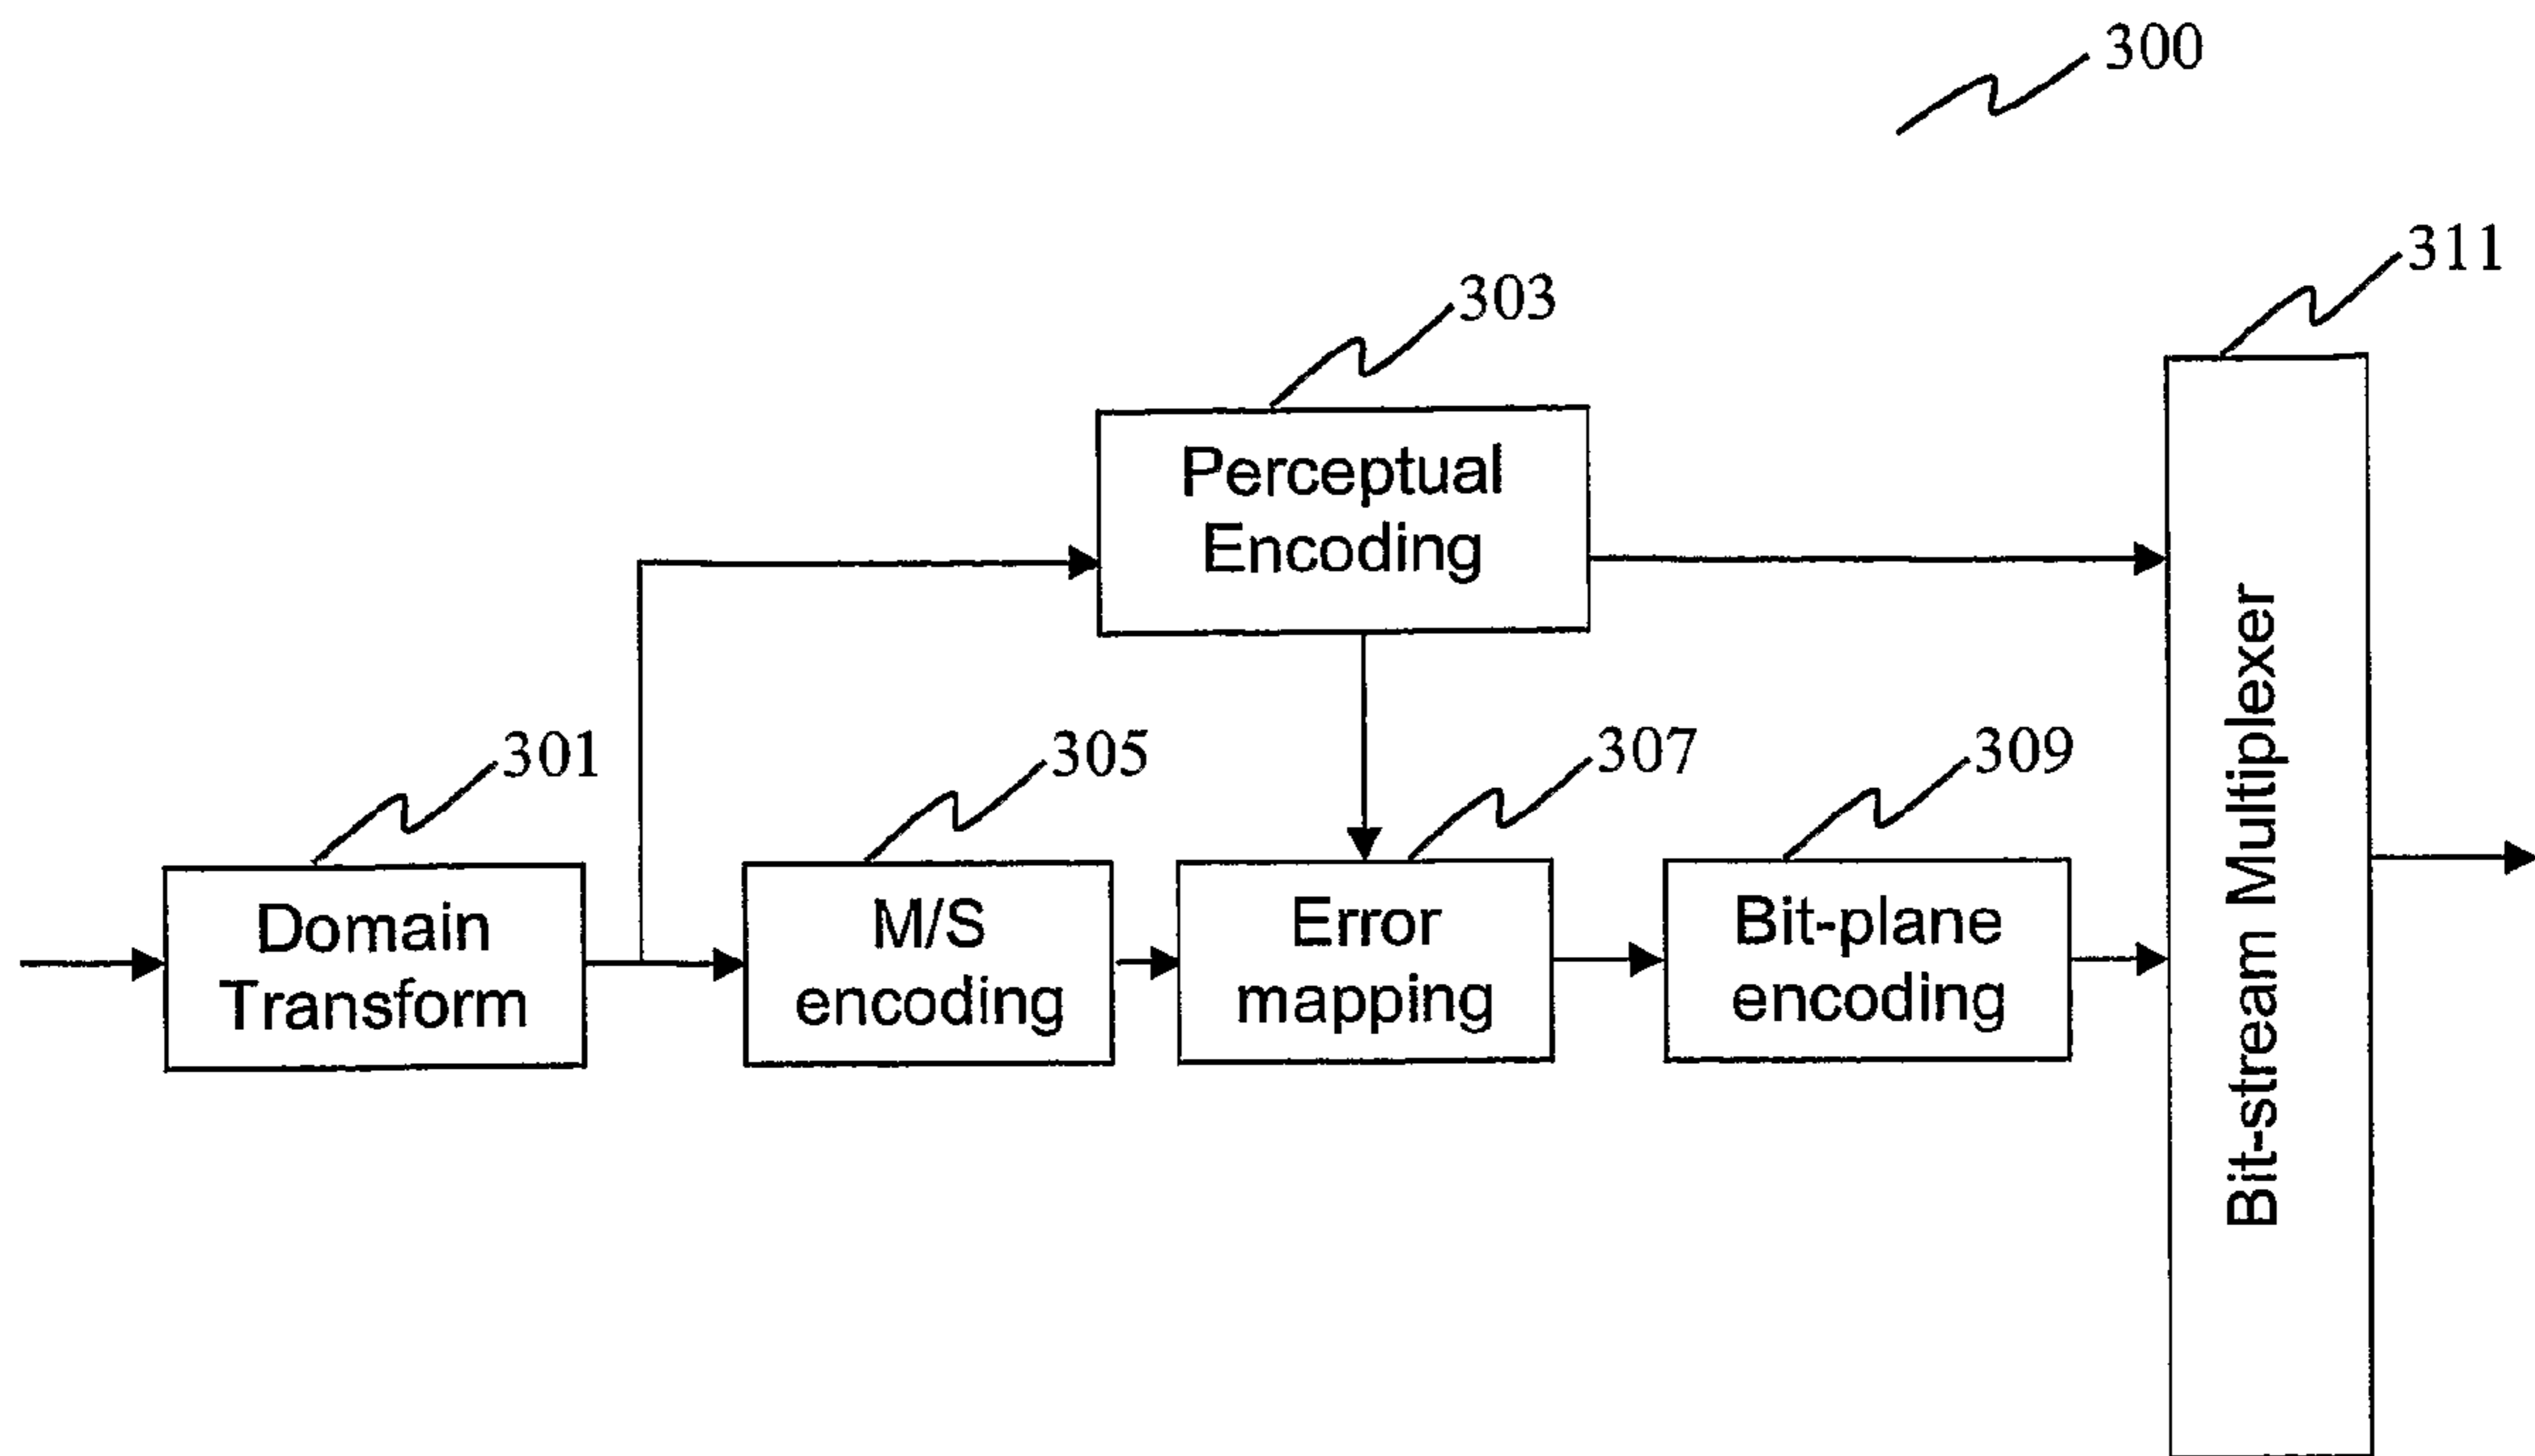 300
311
303
Perceptual
Encoding
301
305
307
309
Domain
Transform
M/S
encoding
Error
mapping
Bit-plane
encoding
Bit-stream Multiplexer